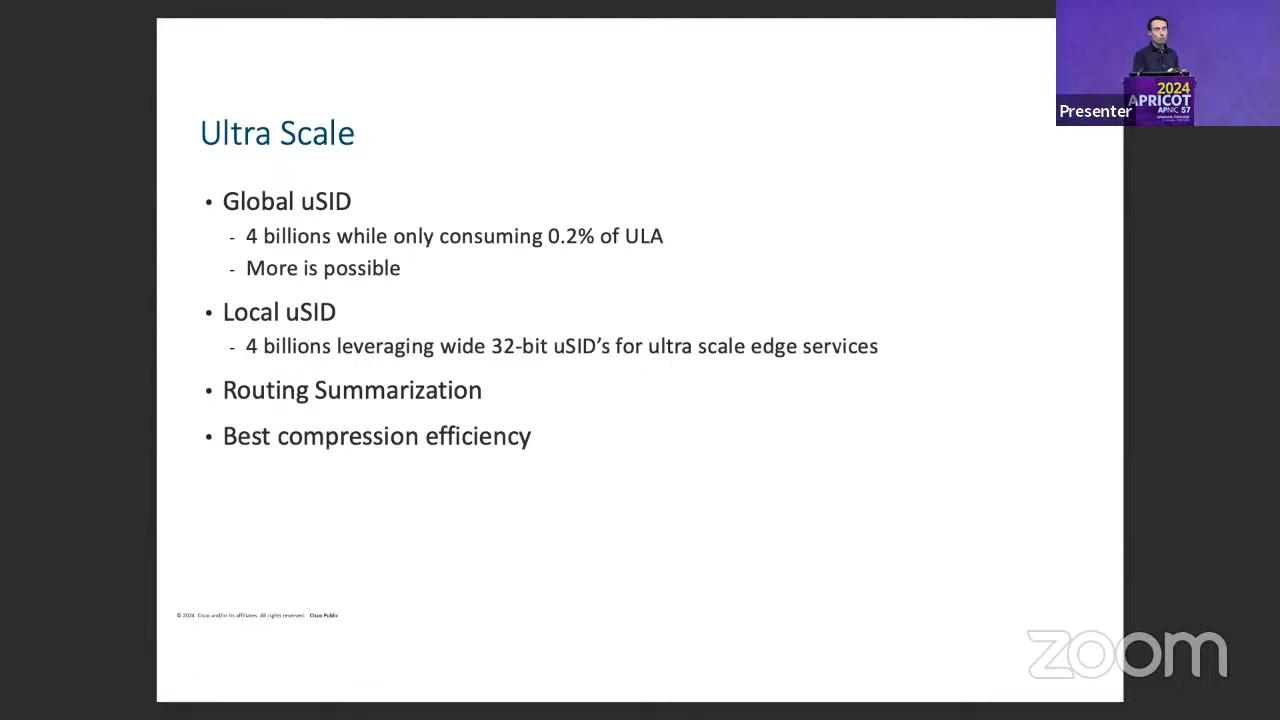 Ultra Scale
• Global uSID
- 4 billions while only consuming 0.2% of ULA
- More is possible
• Local uSID
- 4 billions leveraging wide 32-bit uSID’s for ultra scale edge services
• Routing Summarization
• Best compression efficiency
© 2024 Cisco and/or its affiliates. All rights reserved. Cisco Public
2024
APRICOT
APNIC 57
Presenter
zoom